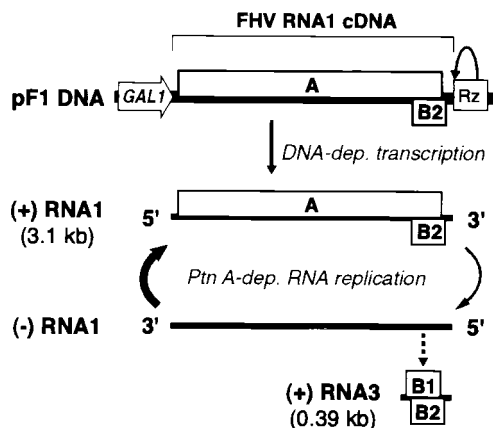 FHV RNA1 cDNA
pF1 DNA GAL1 A B2 Rz
DNA-dep. transcription
(+) RNA1 5' A B2 3'
(3.1 kb)
Ptn A-dep. RNA replication
(-) RNA1 3' 5'
(+) RNA3 B1
(0.39 kb) B2